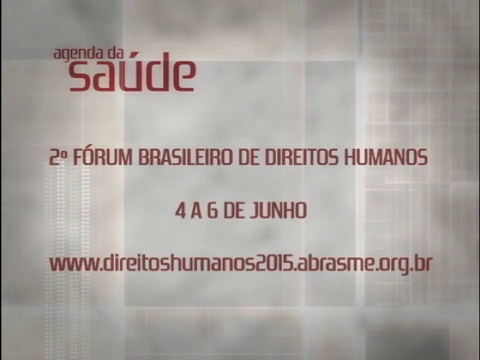 agenda da
saúde
2º FÓRUM BRASILEIRO DE DIREITOS HUMANOS
4 A 6 DE JUNHO
www.direitoshumanos2015.abrasme.org.br